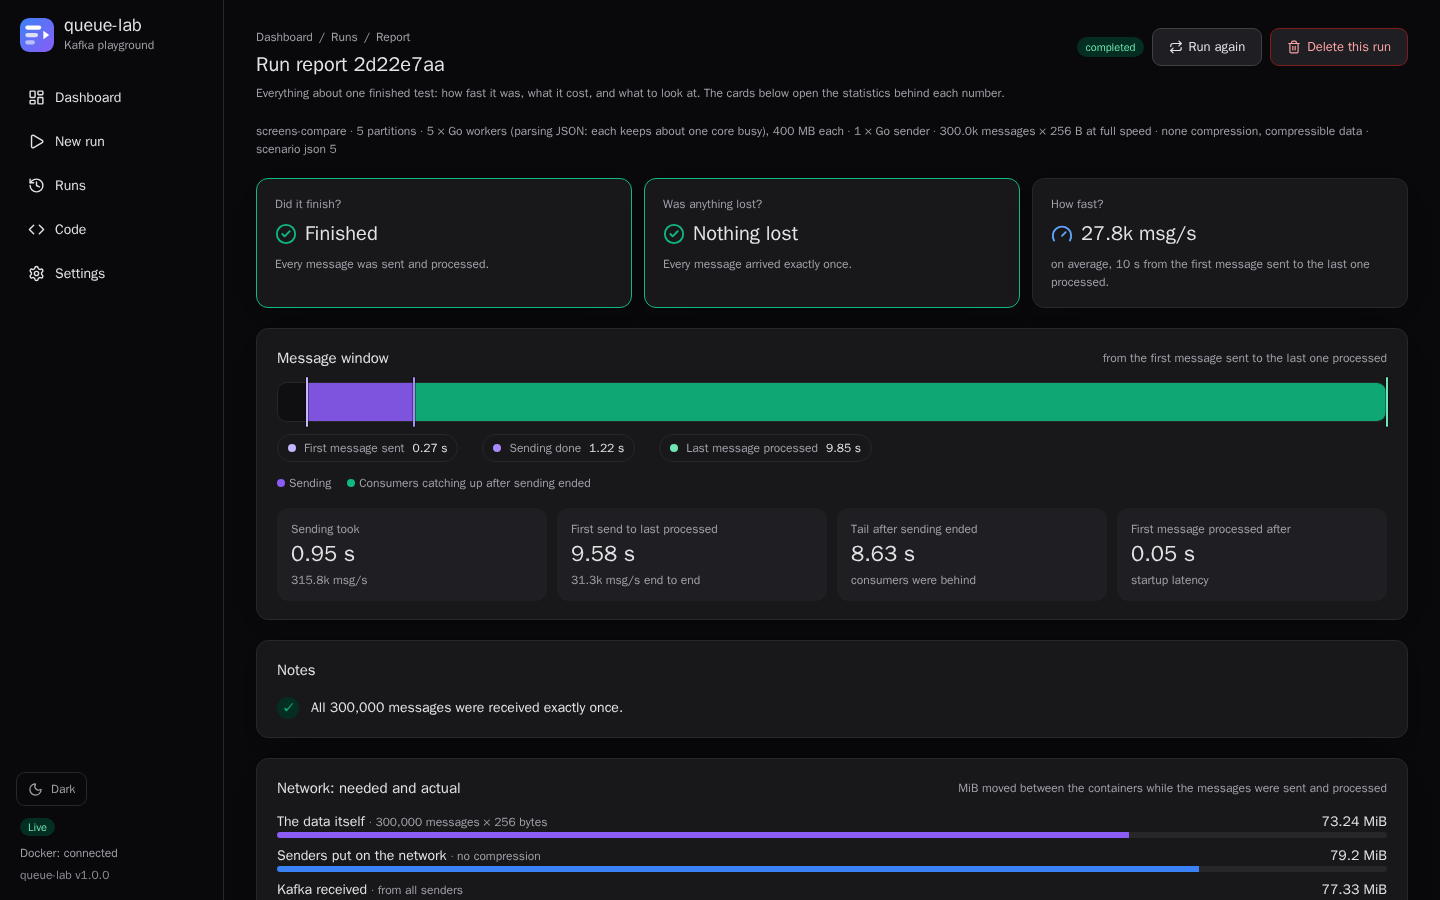 queue-lab
Kafka playground
Dashboard
New run
Runs
Code
Settings
Dark
Live
Docker: connected
queue-lab v1.0.0
Dashboard / Runs / Report
Run report 2d22e7aa
completed
Run again
Delete this run
Everything about one finished test: how fast it was, what it cost, and what to look at. The cards below open the statistics behind each number.
screens-compare · 5 partitions · 5 × Go workers (parsing JSON: each keeps about one core busy), 400 MB each · 1 × Go sender · 300.0k messages × 256 B at full speed · none compression, compressible data ·
scenario json 5
Did it finish?
Finished
Every message was sent and processed.
Was anything lost?
Nothing lost
Every message arrived exactly once.
How fast?
27.8k msg/s
on average, 10 s from the first message sent to the last one
processed.
Message window
from the first message sent to the last one processed
First message sent 0.27 s
Sending done 1.22 s
Last message processed 9.85 s
Sending
Consumers catching up after sending ended
Sending took
0.95 s
315.8k msg/s
First send to last processed
9.58 s
31.3k msg/s end to end
Tail after sending ended
8.63 s
consumers were behind
First message processed after
0.05 s
startup latency
Notes
✓ All 300,000 messages were received exactly once.
Network: needed and actual
MiB moved between the containers while the messages were sent and processed
The data itself · 300,000 messages × 256 bytes
73.24 MiB
Senders put on the network · no compression
79.2 MiB
Kafka received · from all senders
77.33 MiB